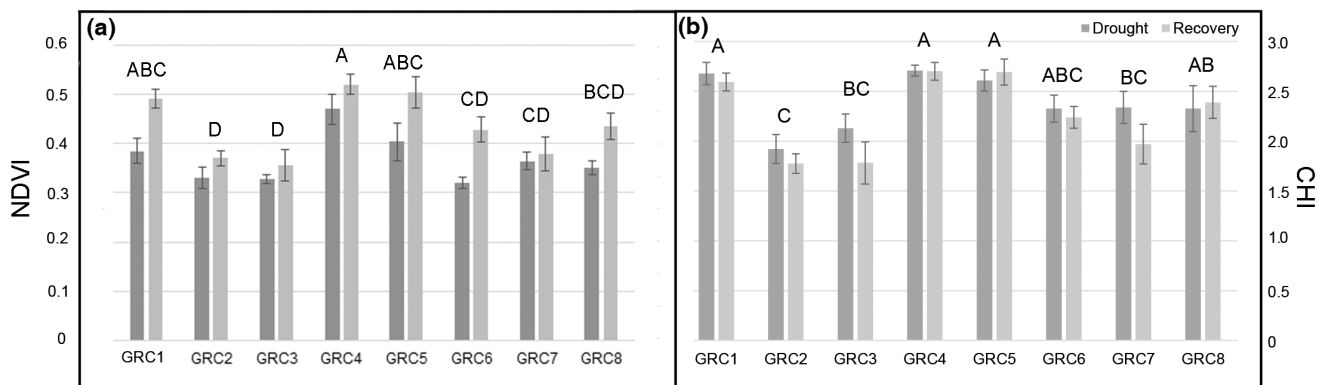 (a)
NDVI
0.6
0.5
0.4
0.3
0.2
0.1
0
ABC
D
D
A
ABC
CD
CD
BCD
GRC1 GRC2 GRC3 GRC4 GRC5 GRC6 GRC7 GRC8
(b)
Drought Recovery
A
C
BC
A
A
ABC
BC
AB
GRC1 GRC2 GRC3 GRC4 GRC5 GRC6 GRC7 GRC8
3.0
2.5
2.0
1.5
1.0
0.5
0
CHI